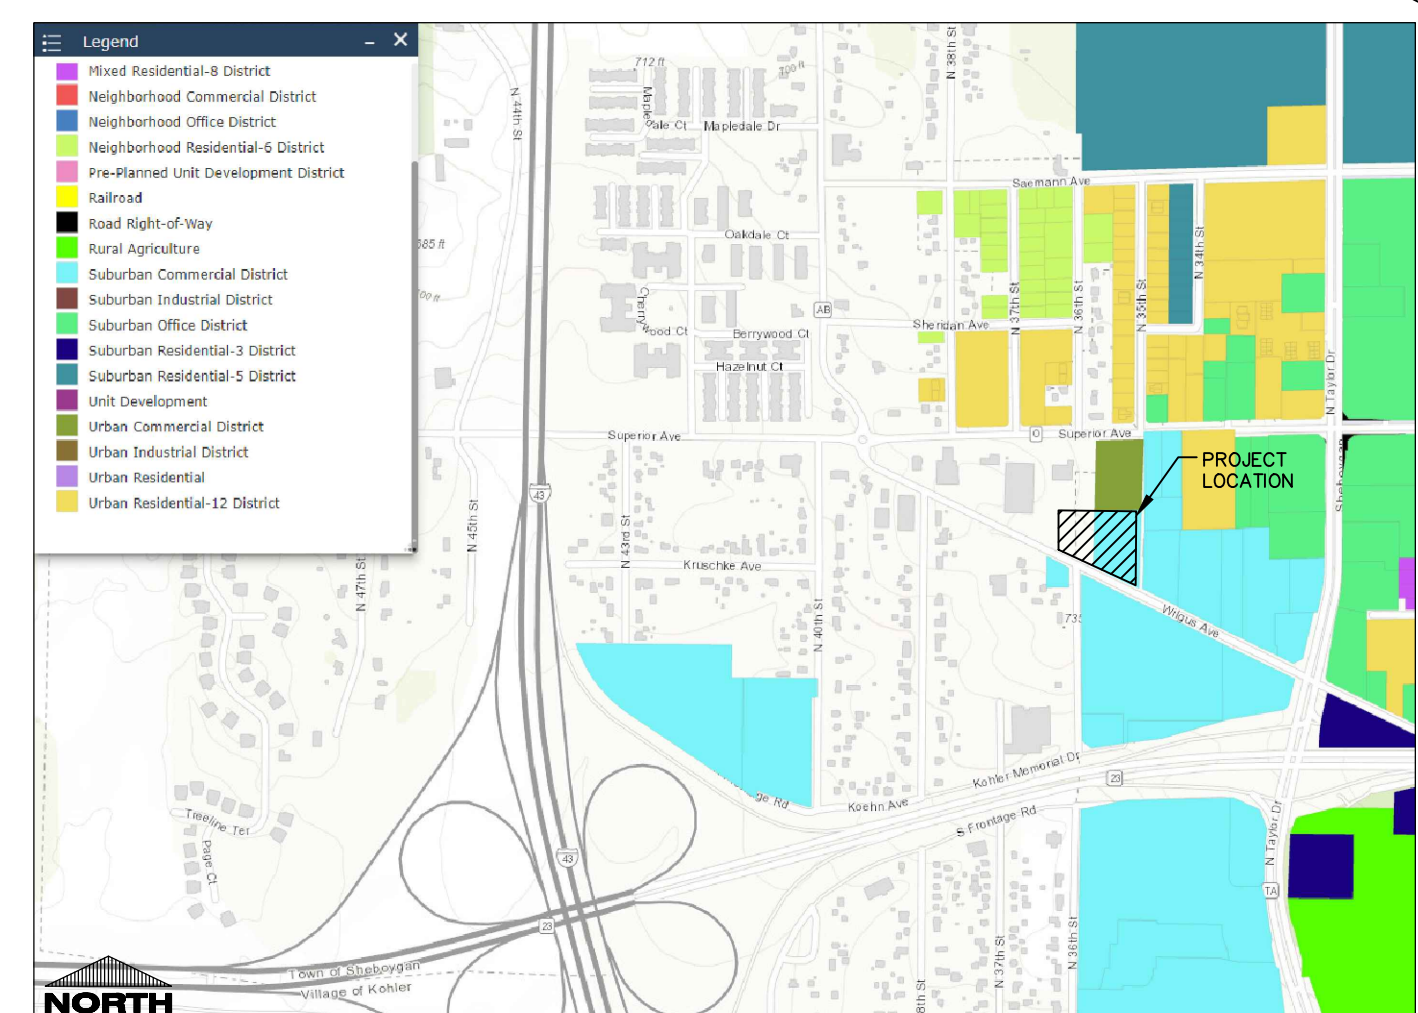 Legend
Mixed Residential-8 District
Neighborhood Commercial District
Neighborhood Office District
Neighborhood Residential-6 District
Pre-Planned Unit Development District
Railroad
Road Right-of-Way
Rural Agriculture
Suburban Commercial District
Suburban Industrial District
Suburban Office District
Suburban Residential-3 District
Suburban Residential-5 District
Unit Development
Urban Commercial District
Urban Industrial District
Urban Residential
Urban Residential-12 District
N 44th St
712 ft
700 ft
N 38th St
Mapledale Dr
Saemann Ave
Oakdale Ct
N 34th St
AB
N 37th St
N 36th St
N 35th St
Sheridan Ave
Cherrywood Ct
Berrywood Ct
Hazelnut Ct
N Taylor Dr
Superior Ave
O
Superior Ave
PROJECT
LOCATION
Sheboygan
43
N 45th St
N 43rd St
Kruschke Ave
N 47th St
N 40th St
Wilgus Ave
Kohler Memorial Dr
23
Koehn Ave
S Frontage Rd
N Taylor Dr
Treeline Ter
Page Ct
43
TA
23
N 36th St
N 37th St
Town of Sheboygan
Village of Kohler
NORTH